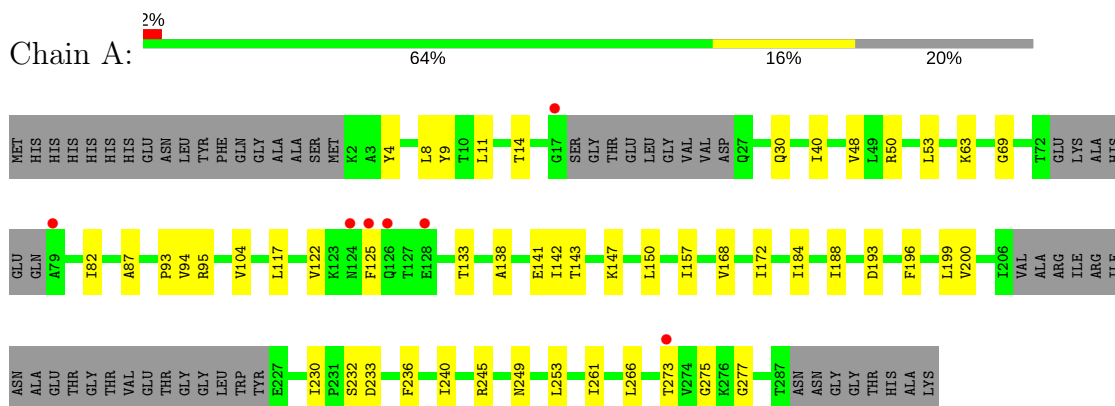 2%
Chain A:
64% 16% 20%
MET HIS HIS HIS HIS HIS HIS GLU ASN LEU TYR PHE GLN GLY ALA ALA SER MET K2 A3 Y4 L8 Y9 T10 L11 T14 G17 SER GLY THR GLU LEU GLY VAL VAL ASP Q27 Q30 I40 V48 L49 R50 L53 K63 G69 T72 GLU LYS ALA HIS
GLU GLN A79 I82 A87 P93 V94 R95 V104 L117 V122 K123 N124 F125 Q126 T127 E128 T133 A138 E141 I142 T143 K147 L150 I157 V168 I172 I184 I188 D193 F196 L199 V200 I206 VAL ALA ARG ILE ARG ILE
ASN ALA GLU THR GLY THR VAL GLU THR GLY GLY LEU TRP TYR E227 I230 P231 S232 D233 F236 I240 R245 N249 L253 I261 L266 T273 V274 G275 K276 G277 T287 ASN ASN GLY GLY THR HIS ALA LYS